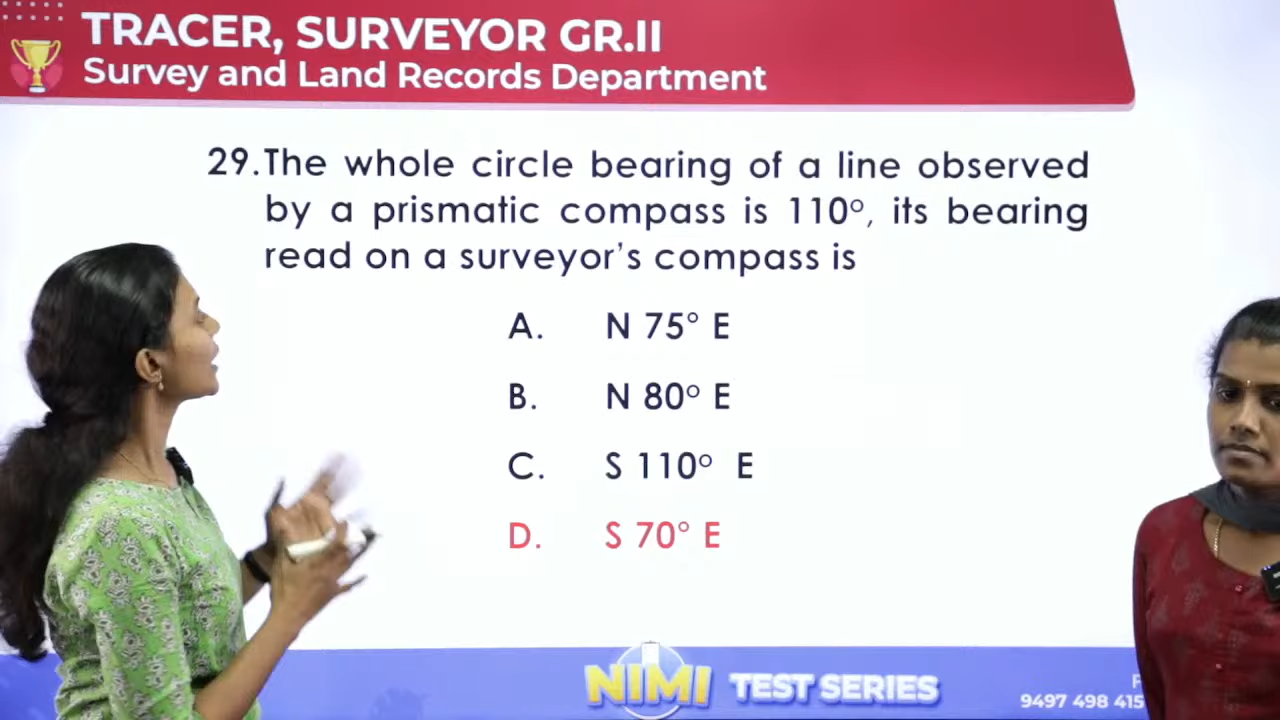 TRACER, SURVEYOR GR.II
Survey and Land Records Department
29.The whole circle bearing of a line observed
by a prismatic compass is 110°, its bearing
read on a surveyor's compass is
A. N 75° E
B. N 80° E
C. S 110° E
D. S 70° E
NIMI TEST SERIES
9497 498 415